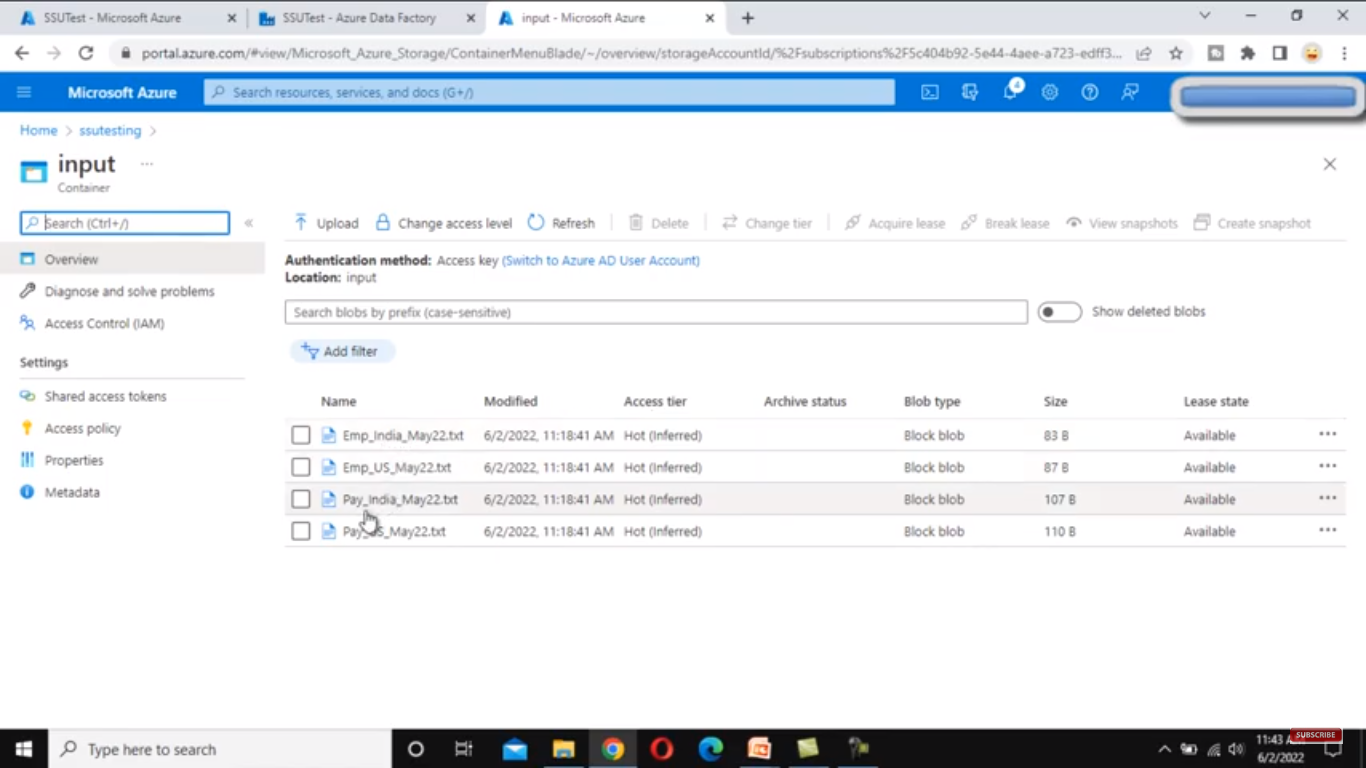 SSUTest - Microsoft Azure
SSUTest - Azure Data Factory
input - Microsoft Azure
portal.azure.com/#view/Microsoft_Azure_Storage/ContainerMenuBlade/~/overview/storageAccountId/%2Fsubscriptions%2F5c404b92-5e44-4aee-a723-edff3...
Microsoft Azure
Search resources, services, and docs (G+/)
4
Home > ssutesting >
input ...
Container
Search (Ctrl+/)
«
Upload Change access level Refresh Delete Change tier Acquire lease Break lease View snapshots Create snapshot
Overview
Diagnose and solve problems
Access Control (IAM)
Settings
Shared access tokens
Access policy
Properties
Metadata
Authentication method: Access key (Switch to Azure AD User Account)
Location: input
Search blobs by prefix (case-sensitive)
Show deleted blobs
Add filter
Name Modified Access tier Archive status Blob type Size Lease state
Emp_India_May22.txt 6/2/2022, 11:18:41 AM Hot (Inferred) Block blob 83 B Available ...
Emp_US_May22.txt 6/2/2022, 11:18:41 AM Hot (Inferred) Block blob 87 B Available ...
Pay_India_May22.txt 6/2/2022, 11:18:41 AM Hot (Inferred) Block blob 107 B Available ...
Pay_US_May22.txt 6/2/2022, 11:18:41 AM Hot (Inferred) Block blob 110 B Available ...
Type here to search
11:43
SUBSCRIBE
6/2/2022